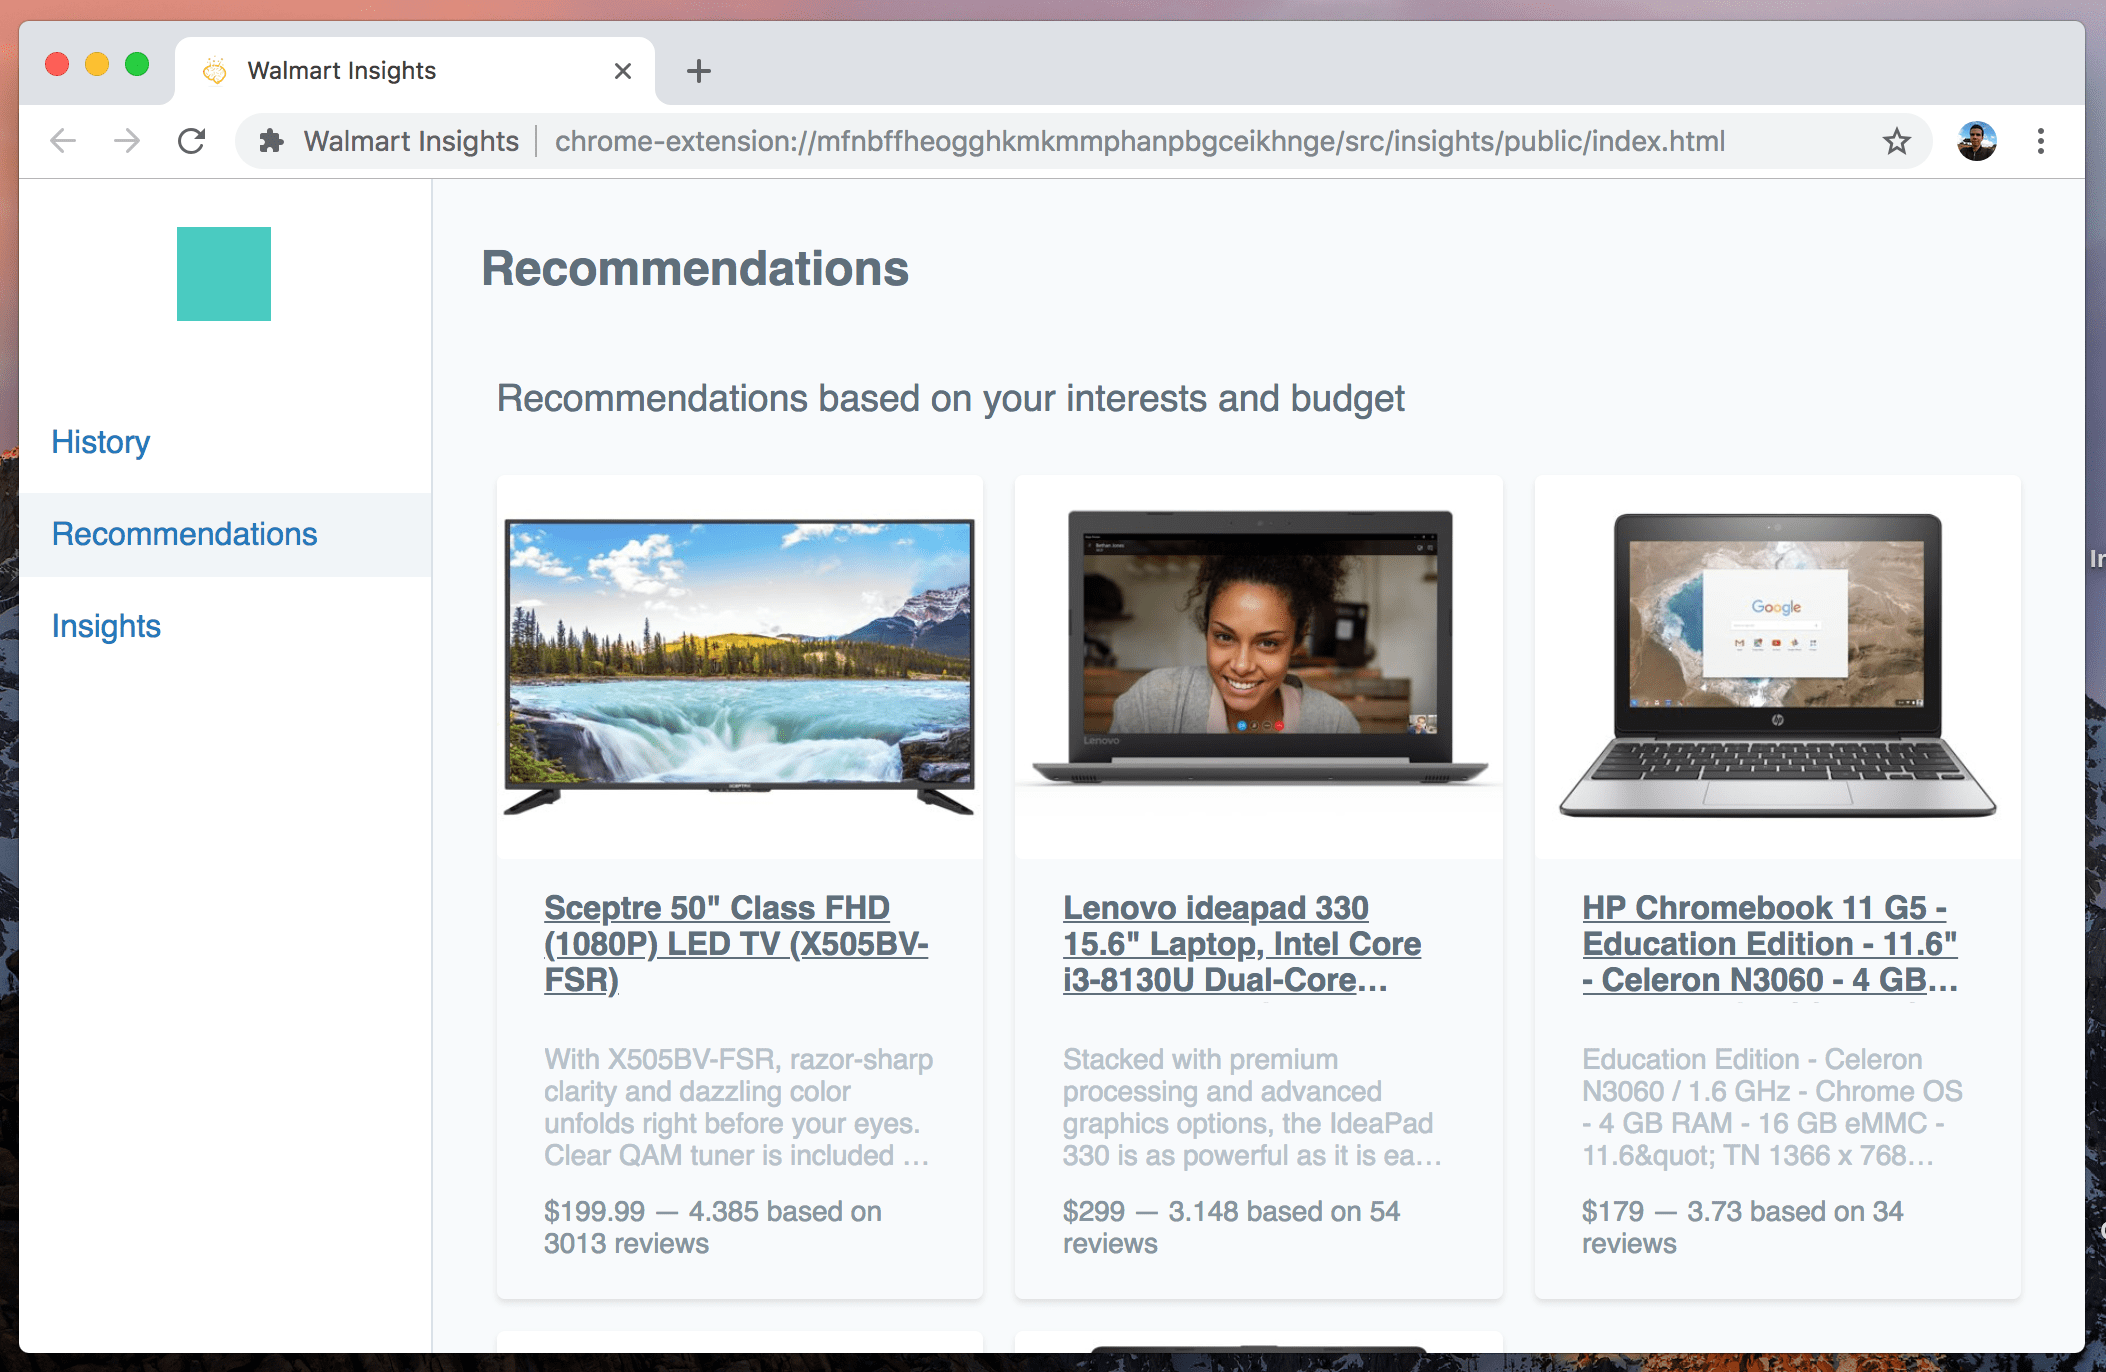 Walmart Insights
Walmart Insights
chrome-extension://mfnbffheogghkmkmmphanpbgceikhnge/src/insights/public/index.html
History
Recommendations
Insights
Recommendations
Recommendations based on your interests and budget
SCEPTRE
Lenovo
Google
hp
Sceptre 50" Class FHD
(1080P) LED TV (X505BV-
FSR)
With X505BV-FSR, razor-sharp
clarity and dazzling color
unfolds right before your eyes.
Clear QAM tuner is included …
$199.99 — 4.385 based on
3013 reviews
Lenovo ideapad 330
15.6" Laptop, Intel Core
i3-8130U Dual-Core…
Stacked with premium
processing and advanced
graphics options, the IdeaPad
330 is as powerful as it is ea…
$299 — 3.148 based on 54
reviews
HP Chromebook 11 G5 -
Education Edition - 11.6"
- Celeron N3060 - 4 GB…
Education Edition - Celeron
N3060 / 1.6 GHz - Chrome OS
- 4 GB RAM - 16 GB eMMC -
11.6&quot; TN 1366 x 768…
$179 — 3.73 based on 34
reviews